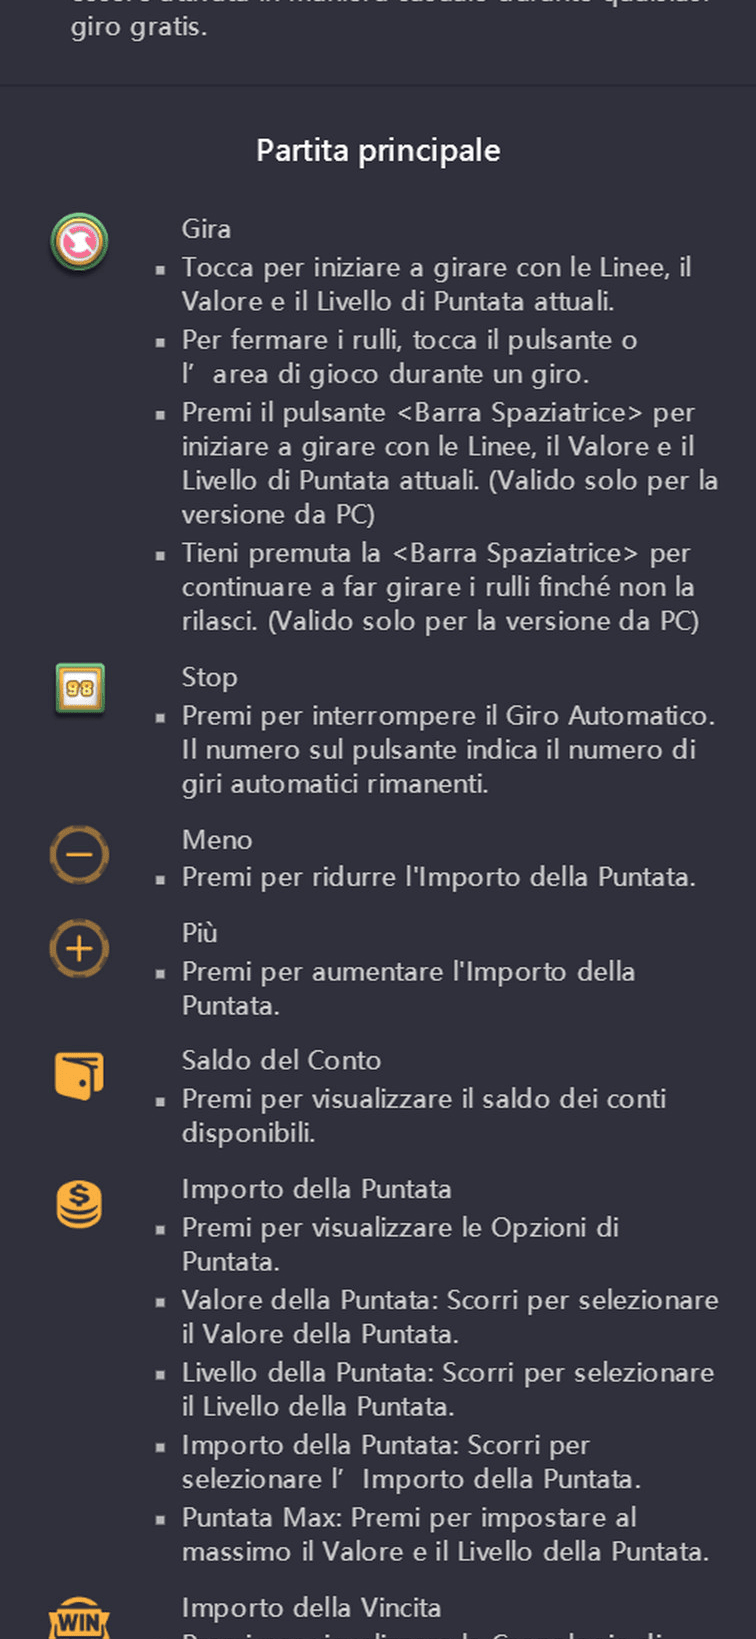 giro gratis.
Partita principale
Gira
Tocca per iniziare a girare con le Linee, il
Valore e il Livello di Puntata attuali.
Per fermare i rulli, tocca il pulsante o
l’ area di gioco durante un giro.
Premi il pulsante <Barra Spaziatrice> per
iniziare a girare con le Linee, il Valore e il
Livello di Puntata attuali. (Valido solo per la
versione da PC)
Tieni premuta la <Barra Spaziatrice> per
continuare a far girare i rulli finché non la
rilasci. (Valido solo per la versione da PC)
98
Stop
Premi per interrompere il Giro Automatico.
Il numero sul pulsante indica il numero di
giri automatici rimanenti.
Meno
Premi per ridurre l'Importo della Puntata.
Più
Premi per aumentare l'Importo della
Puntata.
Saldo del Conto
Premi per visualizzare il saldo dei conti
disponibili.
$
Importo della Puntata
Premi per visualizzare le Opzioni di
Puntata.
Valore della Puntata: Scorri per selezionare
il Valore della Puntata.
Livello della Puntata: Scorri per selezionare
il Livello della Puntata.
Importo della Puntata: Scorri per
selezionare l’ Importo della Puntata.
Puntata Max: Premi per impostare al
massimo il Valore e il Livello della Puntata.
WIN
Importo della Vincita